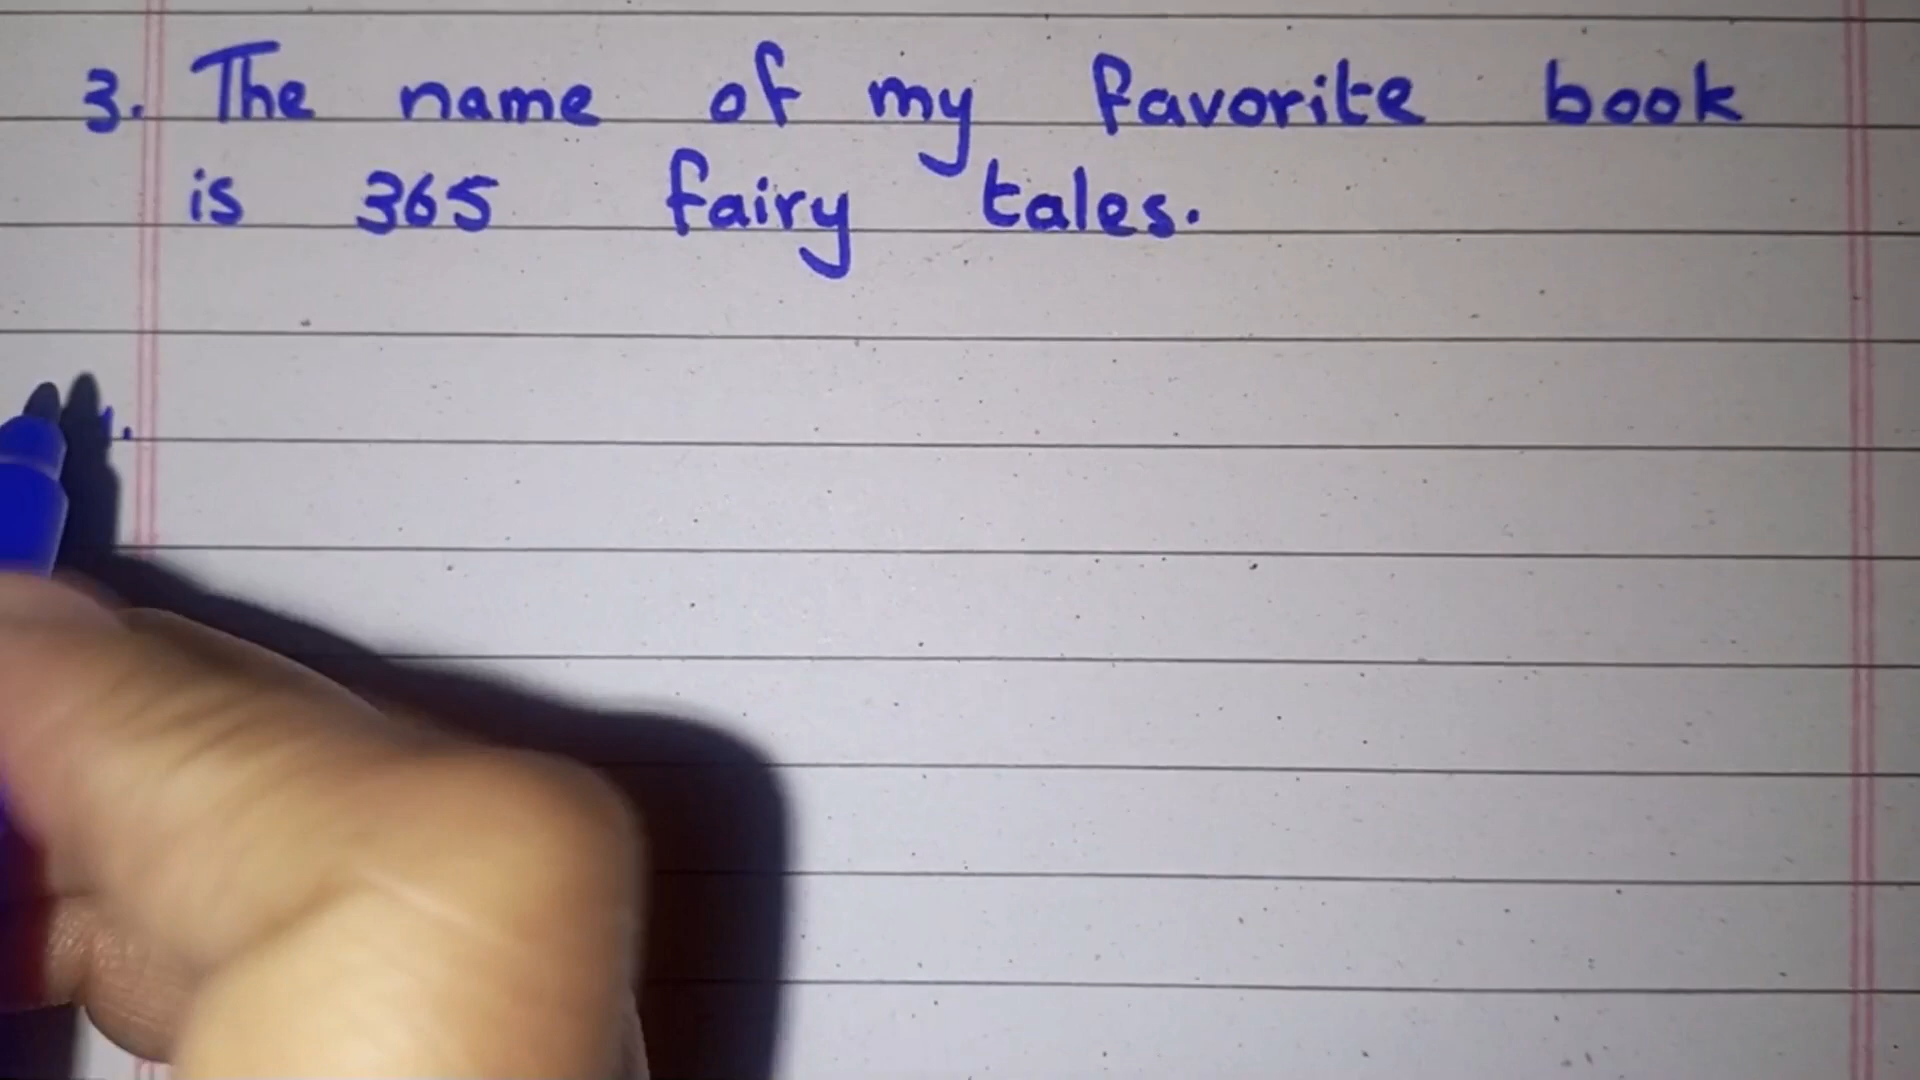 3. The name of my favorite book
is 365 fairy tales.